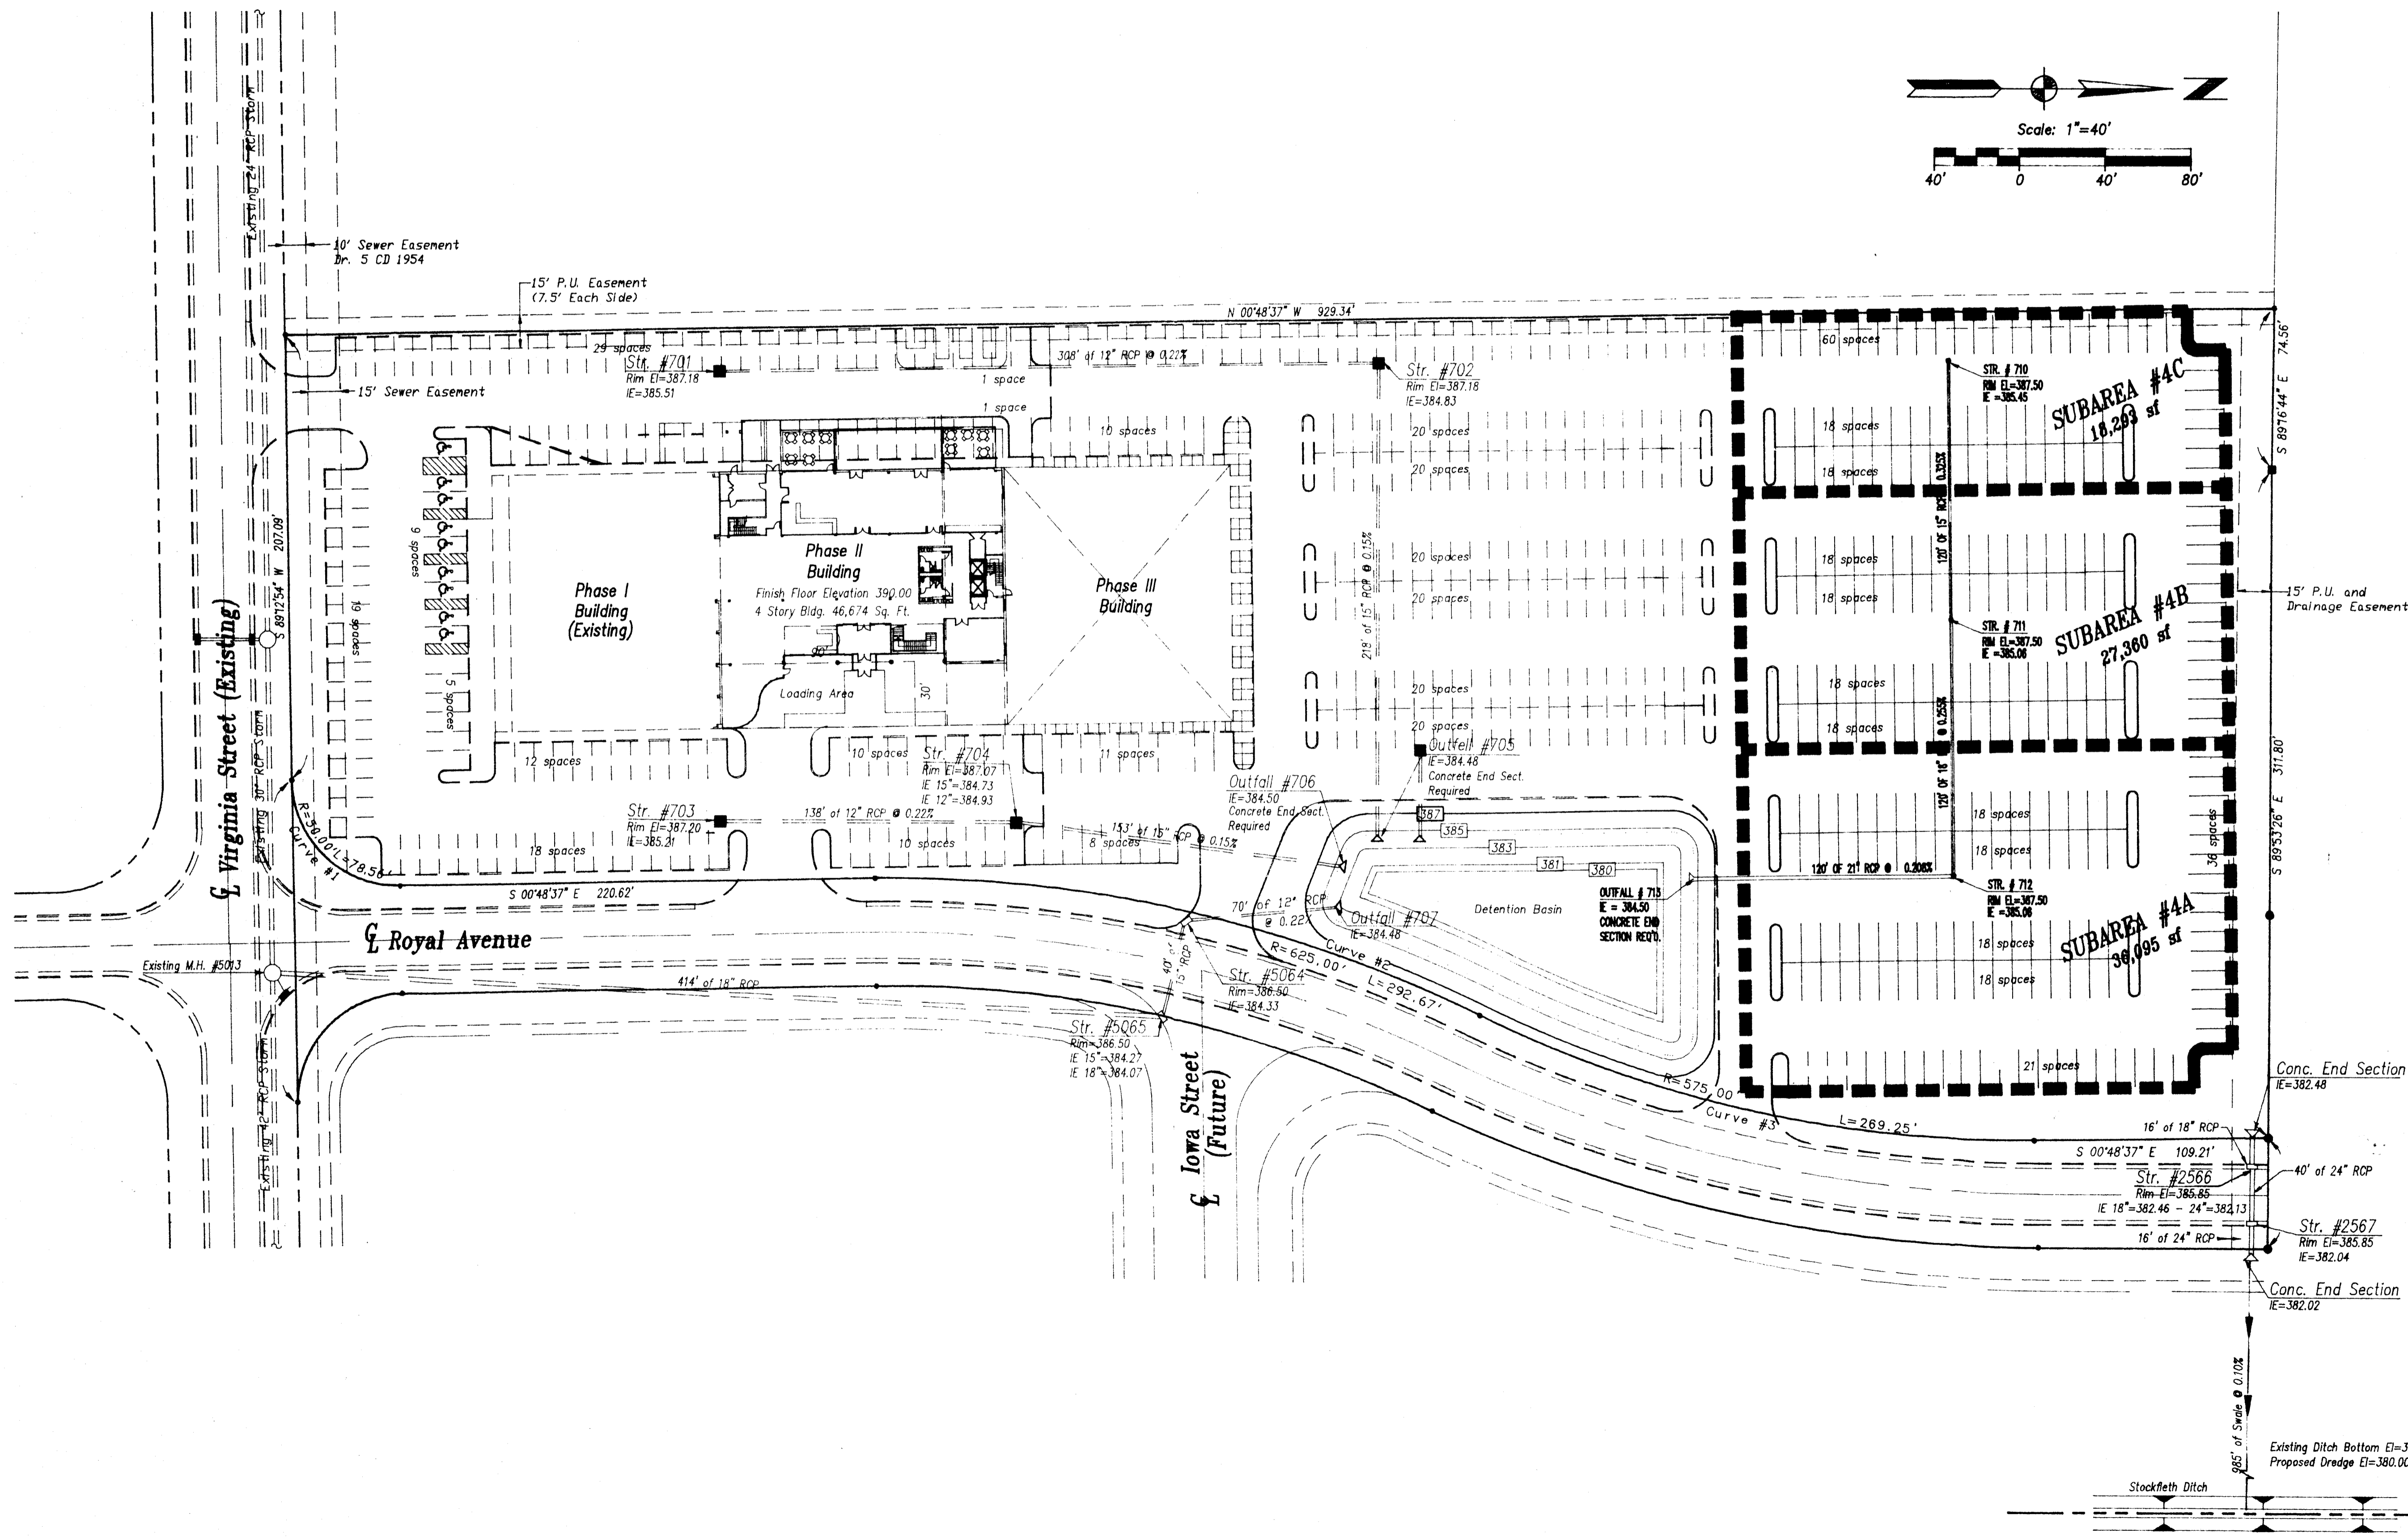 Z
Scale: 1"=40'
40' 0 40' 80'
Existing 24" RCP Storm
10' Sewer Easement
Dr. 5 CD 1954
15' P.U. Easement
(7.5' Each Side)
N 00°48'37" W 929.34'
29 spaces
Str. #701
Rim El=387.18
IE=385.51
308' of 12" RCP @ 0.22%
1 space
1 space
Str. #702
Rim El=387.18
IE=384.83
15' Sewer Easement
60 spaces
STR. # 710
RIM EL=387.50
IE =385.45
SUBAREA #4C
18,293 sf
S 89°16'44" E 74.56'
10 spaces
20 spaces
20 spaces
18 spaces
18 spaces
120' OF 15" RCP @ 0.325%
S 89°12'54" W 207.09'
9 spaces
19 spaces
5 spaces
Phase I
Building
(Existing)
Phase II
Building
Finish Floor Elevation 390.00
4 Story Bldg. 46,674 Sq. Ft.
90'
Loading Area
30'
Phase III
Building
218' of 15" RCP @ 0.15%
20 spaces
20 spaces
20 spaces
20 spaces
18 spaces
18 spaces
18 spaces
18 spaces
STR. # 711
RIM EL=387.50
IE =385.06
SUBAREA #4B
27,360 sf
15' P.U. and
Drainage Easement
120' OF 18" @ 0.255%
℄ Virginia Street (Existing)
Existing 30" RCP Storm
12 spaces
10 spaces
Str. #704
Rim El=387.07
IE 15"=384.73
IE 12"=384.93
11 spaces
Outfall #706
IE=384.50
Concrete End Sect.
Required
Outfell #705
IE=384.48
Concrete End Sect.
Required
Str. #703
Rim El=387.20
IE=385.21
138' of 12" RCP @ 0.22%
153' of 15" RCP @ 0.15%
18 spaces
10 spaces
8 spaces
387
385
383
381
380
Detention Basin
OUTFALL # 713
IE = 384.50
CONCRETE END
SECTION REQ'D.
120' OF 21" RCP @ 0.208%
18 spaces
18 spaces
36 spaces
S 89°53'26" E 311.80'
STR. # 712
RIM EL=387.50
IE =385.06
SUBAREA #4A
36,095 sf
18 spaces
18 spaces
21 spaces
R=50.00' L=78.56'
Curve #1
S 00°48'37" E 220.62'
℄ Royal Avenue
Existing M.H. #5013
414' of 18" RCP
70' of 12" RCP
@ 0.22%
Outfall #707
IE=384.48
40' of
15" RCP
Str. #5064
Rim=386.50
IE=384.33
R=625.00' Curve #2
L=292.67'
Str. #5065
Rim=386.50
IE 15"=384.27
IE 18"=384.07
Existing 42" RCP Storm
℄ Iowa Street
(Future)
R=575.00'
Curve #3
L=269.25'
Conc. End Section
IE=382.48
16' of 18" RCP
S 00°48'37" E 109.21'
40' of 24" RCP
Str. #2566
Rim El=385.85
IE 18"=382.46 - 24"=382.13
16' of 24" RCP
Str. #2567
Rim El=385.85
IE=382.04
Conc. End Section
IE=382.02
985' of Swale @ 0.10%
Existing Ditch Bottom El=3
Proposed Dredge El=380.00
Stockfleth Ditch